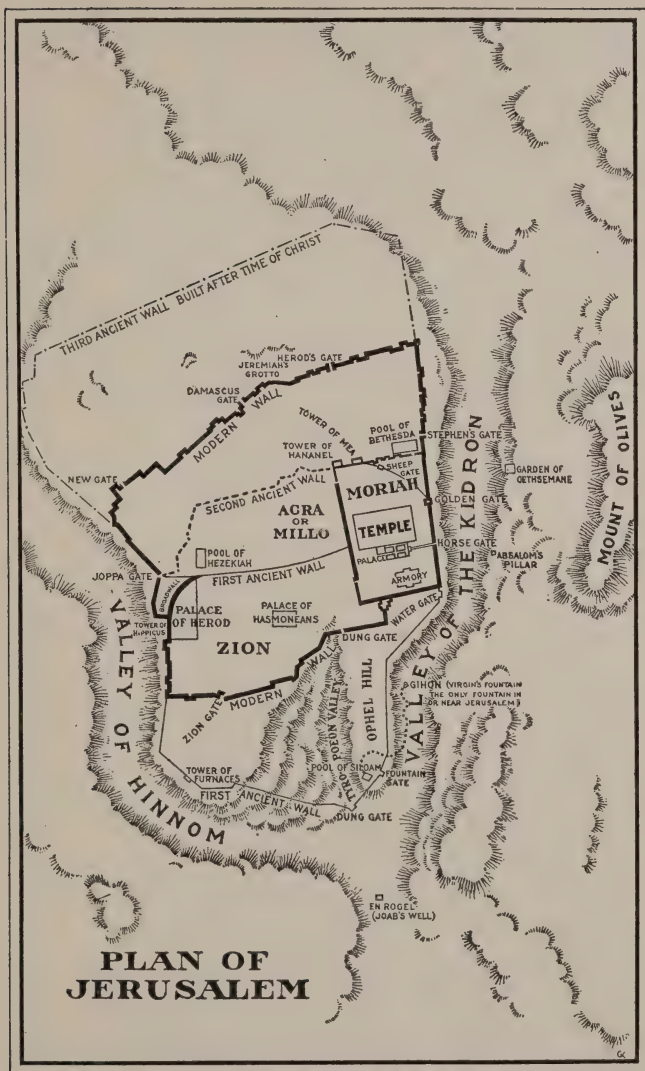 THIRD ANCIENT WALL BUILT AFTER TIME OF CHRIST
HEROD'S GATE
JEREMIAH'S
GROTTO
DAMASCUS
GATE
MODERN WALL
TOWER OF MEA
POOL OF
BETHESDA
STEPHEN'S GATE
TOWER OF
HANANEL
SHEEP
GATE
GARDEN OF
GETHSEMANE
MOUNT OF OLIVES
NEW GATE
SECOND ANCIENT WALL
MORIAH
GOLDEN GATE
ACRA
OR
MILLO
TEMPLE
HORSE GATE
PALACE
ABSALOM'S
PILLAR
POOL OF
HEZEKIAH
FIRST ANCIENT WALL
JOPPA GATE
ARMORY
BROAD WALL
PALACE
OF HEROD
TOWER OF
HIPPICUS
PALACE OF
HASMONEANS
WATER GATE
VALLEY OF THE KIDRON
ZION
DUNG GATE
MODERN WALL
ZION GATE
VALLEY OF HINNOM
TYROPOEON VALLEY
OPHEL HILL
GIHON (VIRGIN'S FOUNTAIN
THE ONLY FOUNTAIN IN
OR NEAR JERUSALEM)
POOL OF SILOAM
FOUNTAIN
GATE
TOWER OF
FURNACES
FIRST ANCIENT WALL
DUNG GATE
EN ROGEL
(JOAB'S WELL)
PLAN OF
JERUSALEM